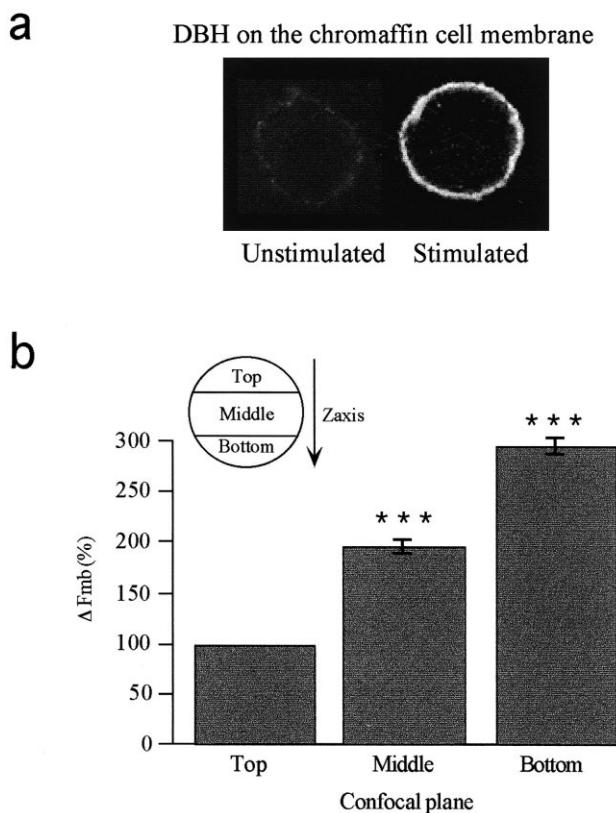 a
DBH on the chromaffin cell membrane
Unstimulated Stimulated
b
Top
Middle
Bottom
Zaxis
* * *
* * *
300
250
200
150
100
50
0
Δ Fmb (%)
Top Middle Bottom
Confocal plane